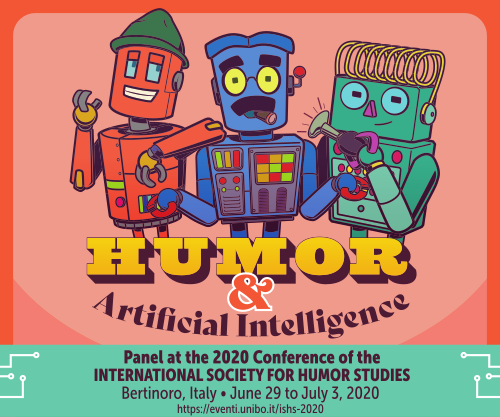 HUMOR
&
Artificial Intelligence
Panel at the 2020 Conference of the
INTERNATIONAL SOCIETY FOR HUMOR STUDIES
Bertinoro, Italy • June 29 to July 3, 2020
https://eventi.unibo.it/ishs-2020